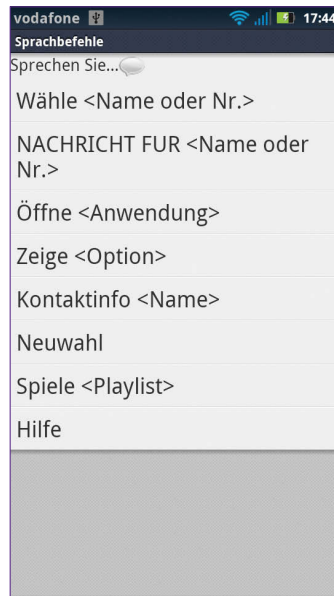 vodafone 17:44
Sprachbefehle
Sprechen Sie...
Wähle <Name oder Nr.>
NACHRICHT FUR <Name oder
Nr.>
Öffne <Anwendung>
Zeige <Option>
Kontaktinfo <Name>
Neuwahl
Spiele <Playlist>
Hilfe